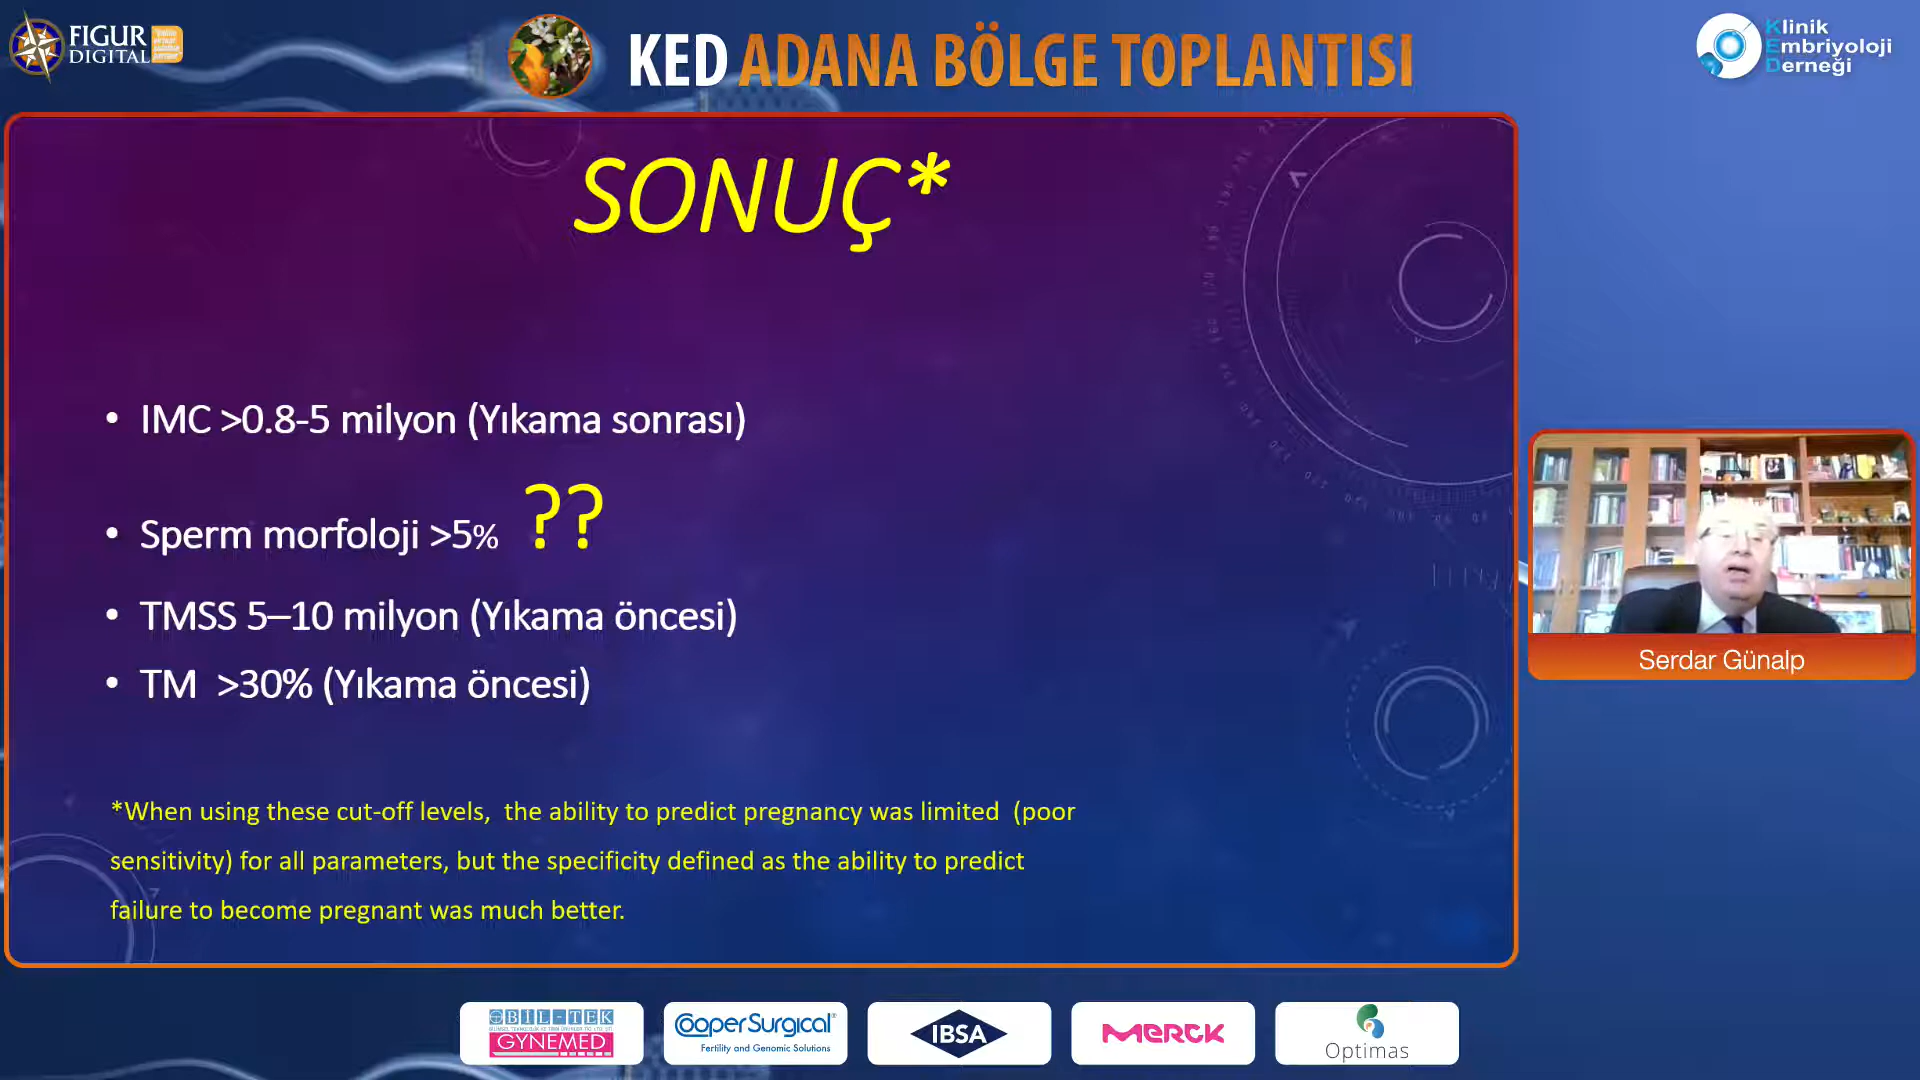 FIGUR
DIGITAL
KED ADANA BÖLGE TOPLANTISI
Klinik
Embriyoloji
Derneği
SONUÇ*
• IMC >0.8-5 milyon (Yıkama sonrası)
• Sperm morfoloji >5% ??
• TMSS 5–10 milyon (Yıkama öncesi)
• TM >30% (Yıkama öncesi)
*When using these cut-off levels, the ability to predict pregnancy was limited (poor
sensitivity) for all parameters, but the specificity defined as the ability to predict
failure to become pregnant was much better.
Serdar Günalp
BİL-TEK
GYNEMED
CooperSurgical®
Fertility and Genomic Solutions
IBSA
MERCK
Optimas